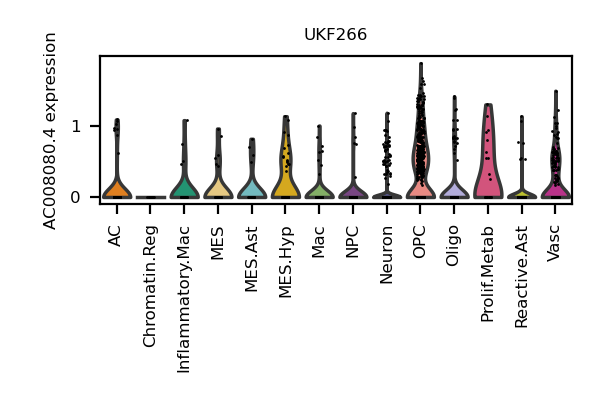 UKF266
AC008080.4 expression
1
0
AC
Chromatin.Reg
Inflammatory.Mac
MES
MES.Ast
MES.Hyp
Mac
NPC
Neuron
OPC
Oligo
Prolif.Metab
Reactive.Ast
Vasc